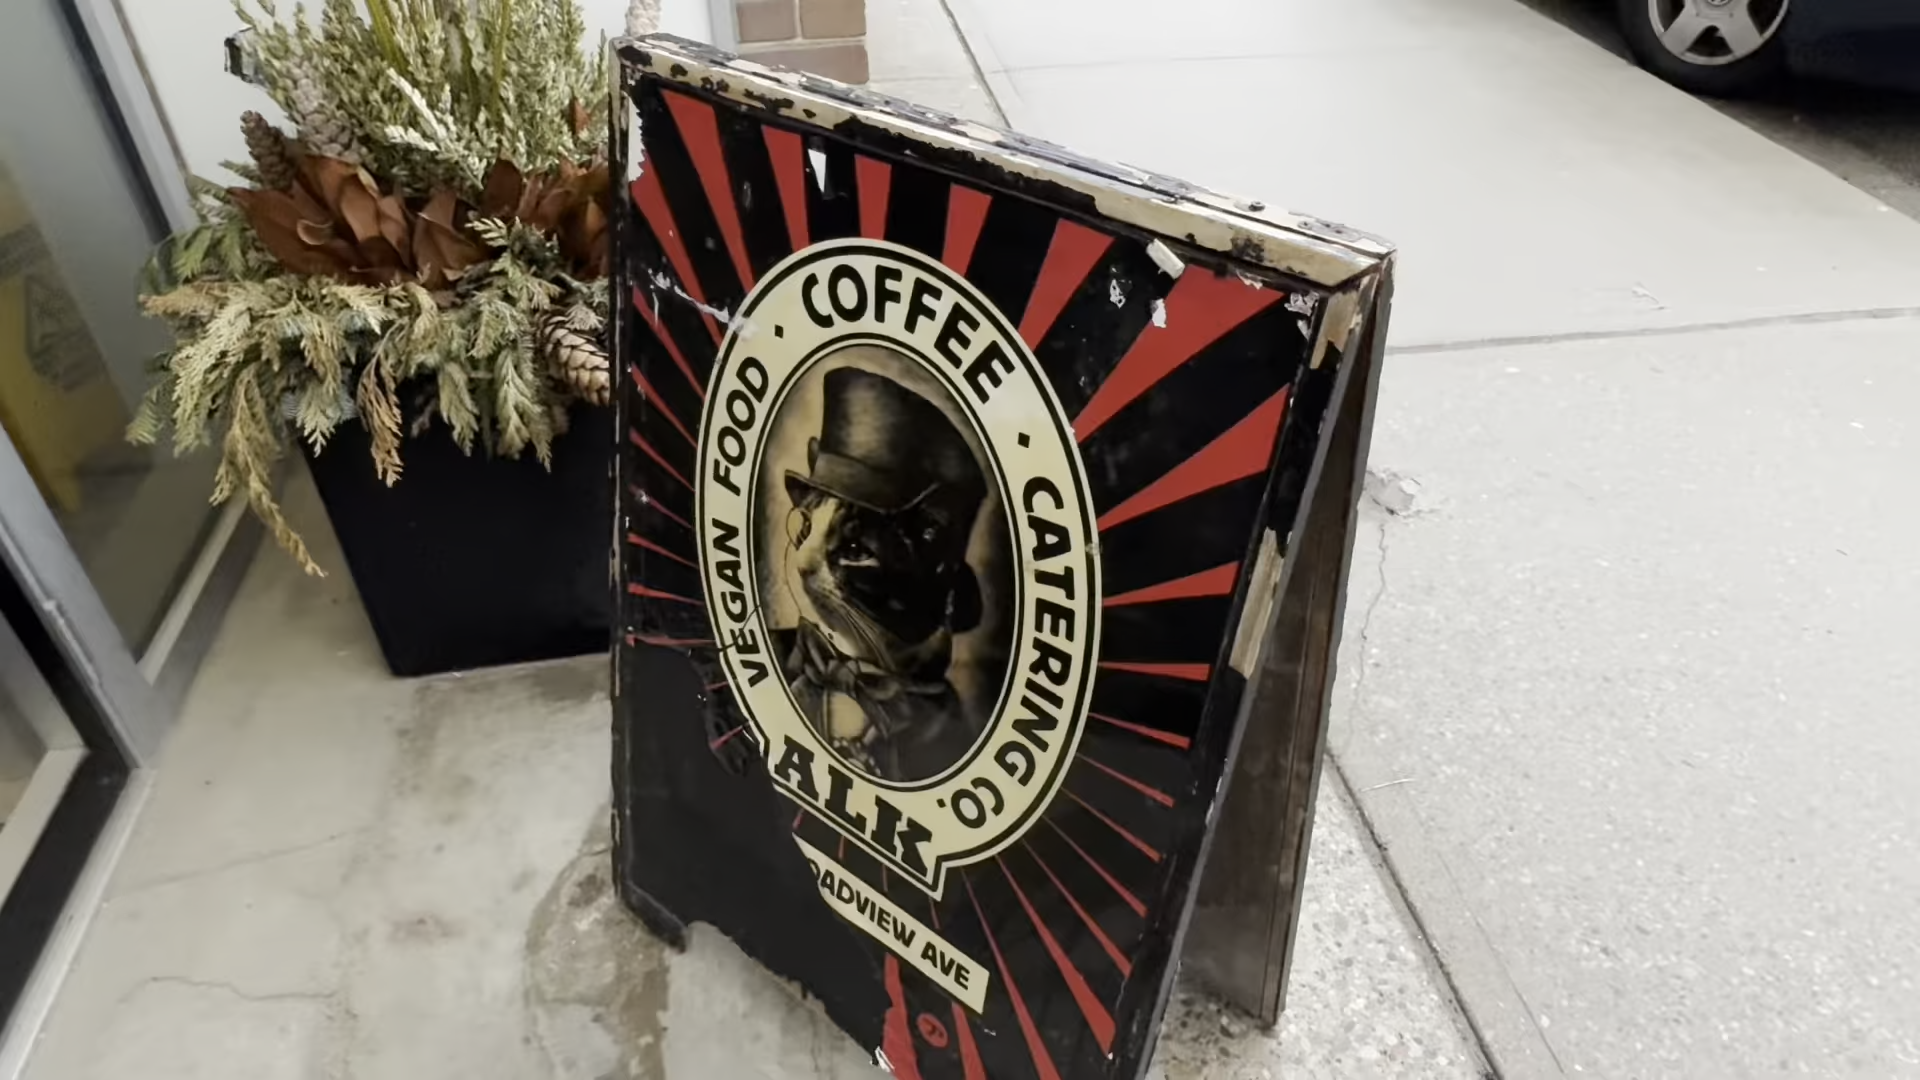 VEGAN FOOD · COFFEE · CATERING CO.
ALK
OADVIEW AVE